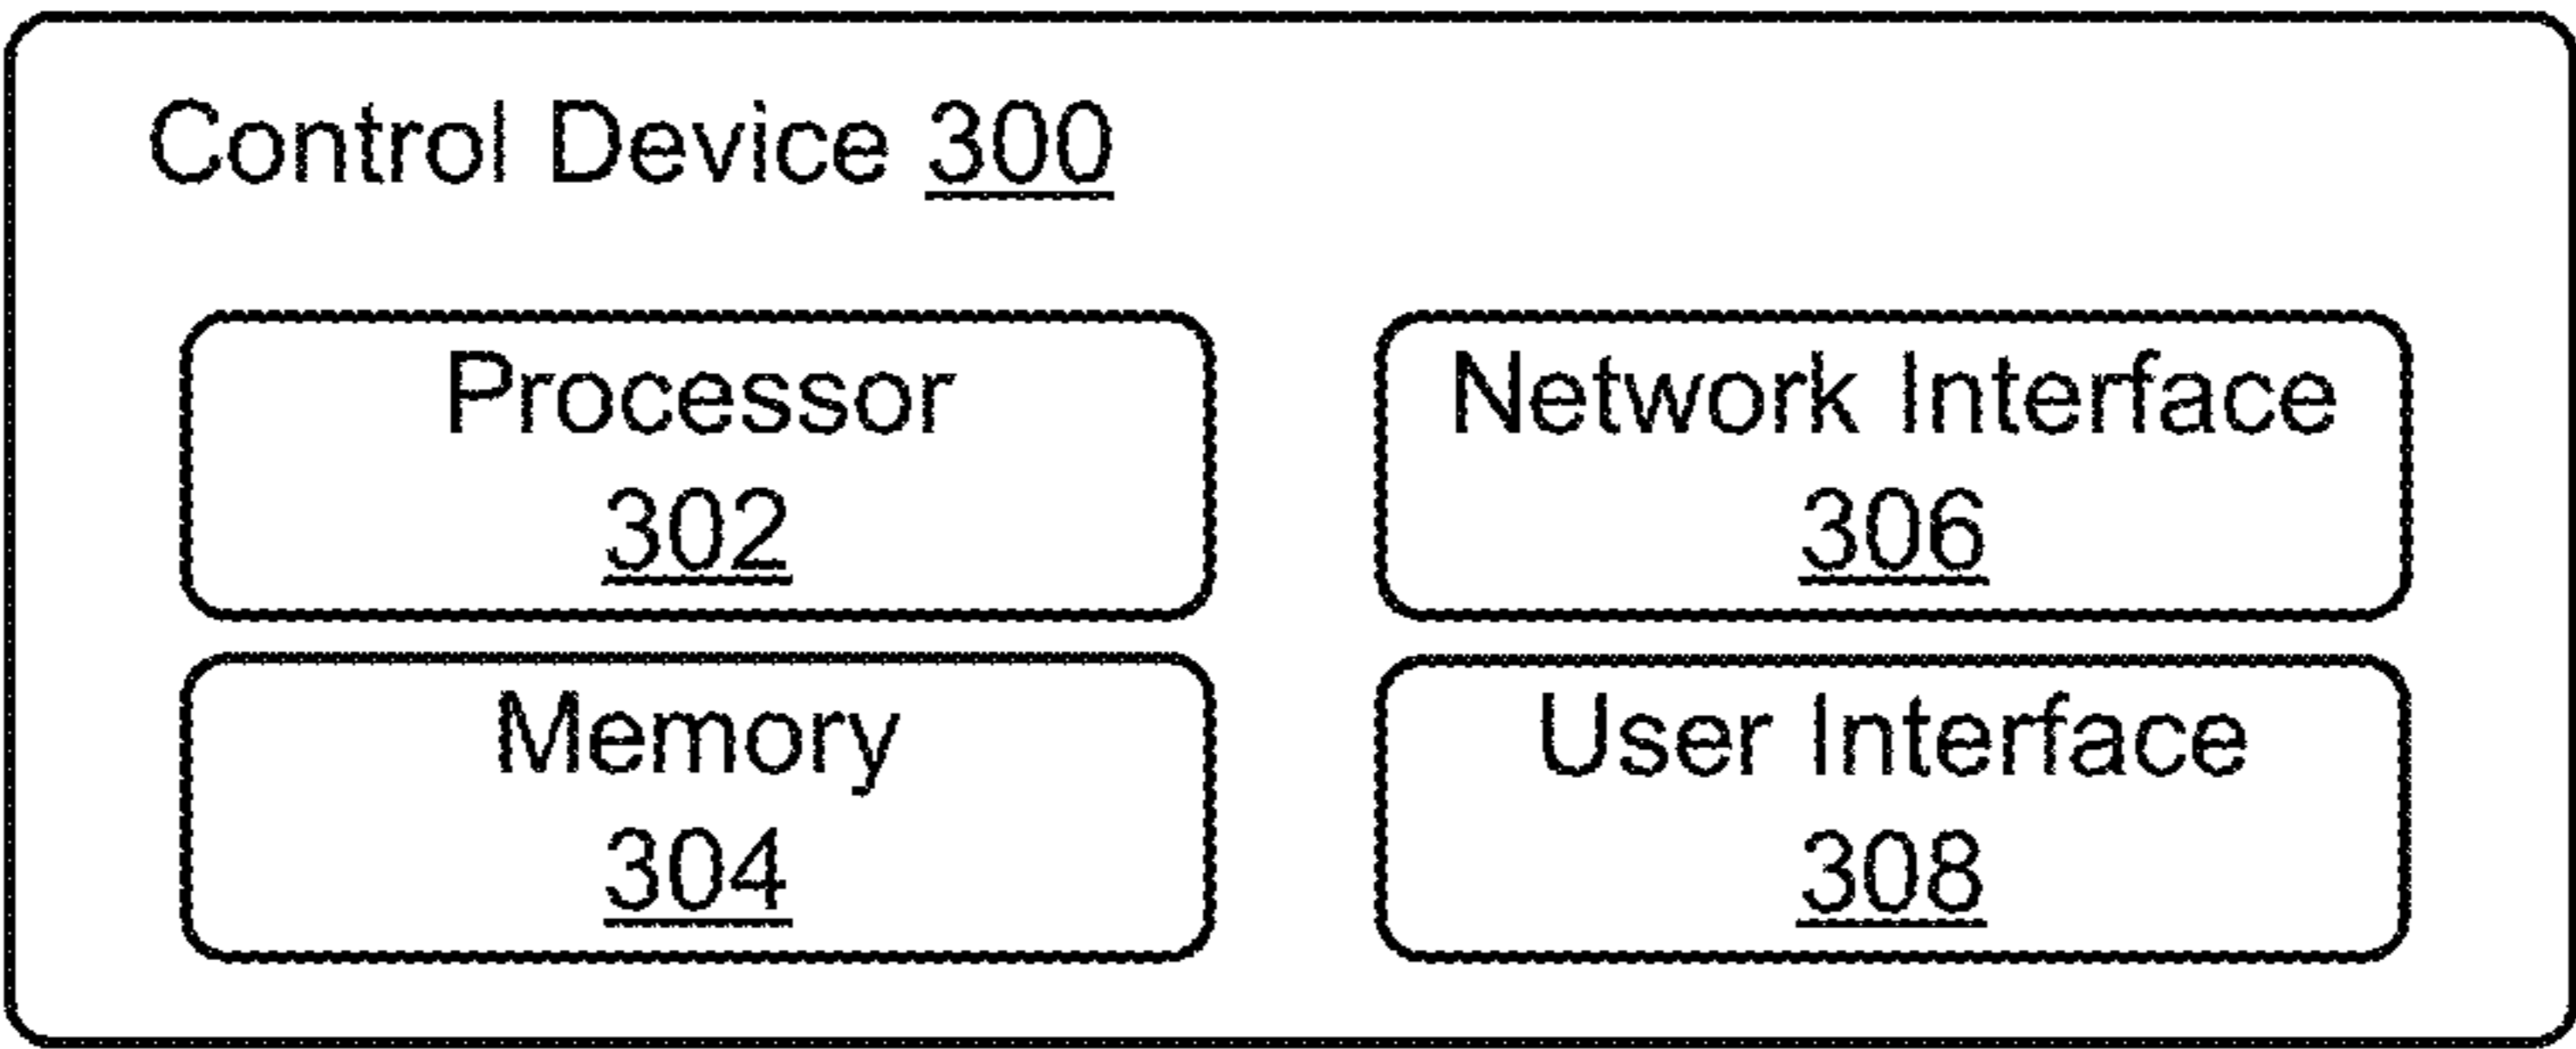 Control Device 300
Processor
302
Network Interface
306
Memory
304
User Interface
308